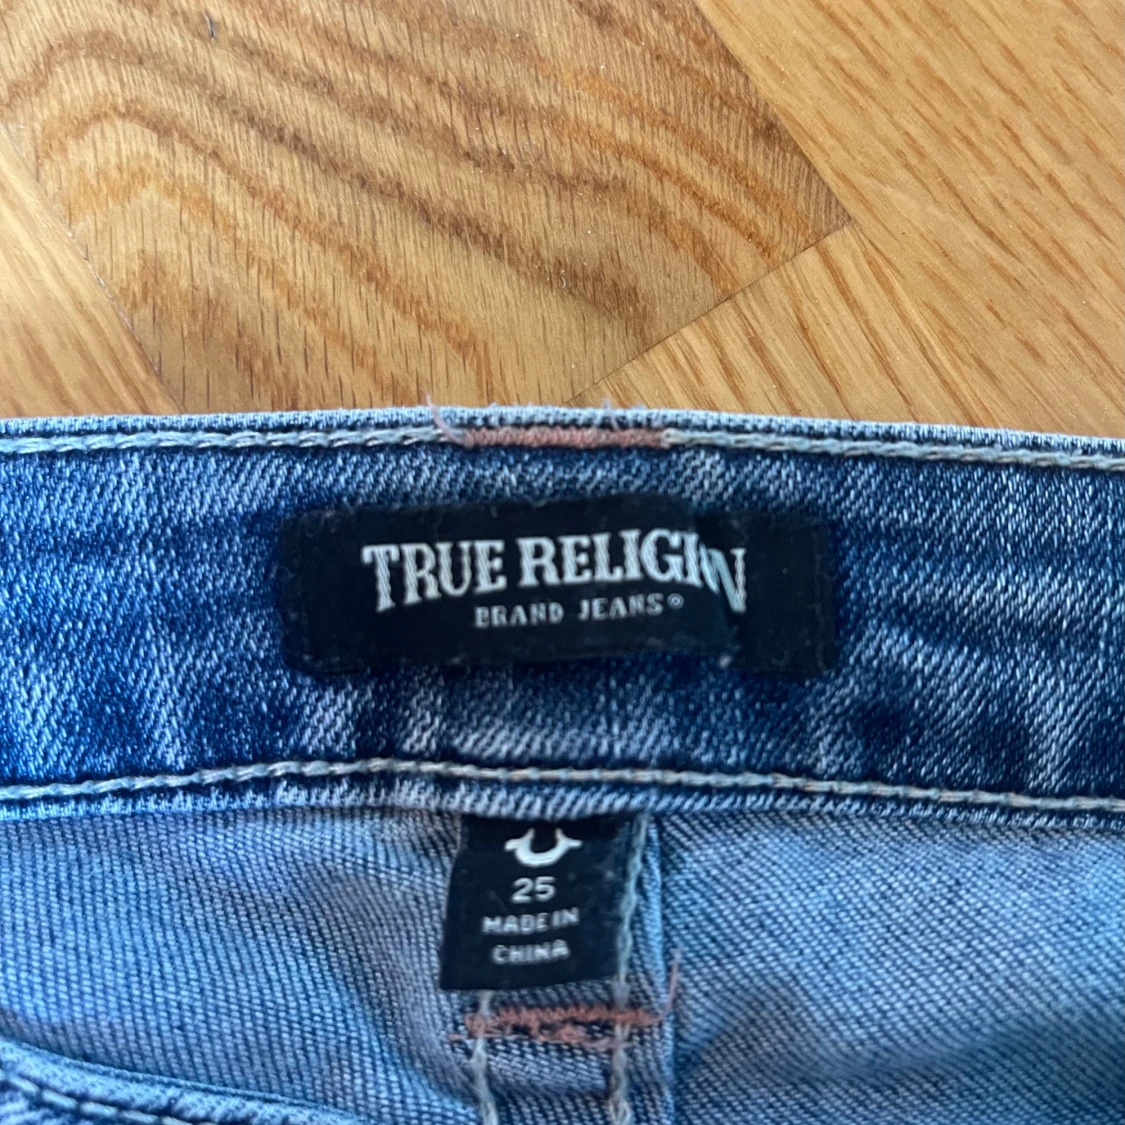 TRUE RELIGION
BRAND JEANS®
25
MADE IN
CHINA